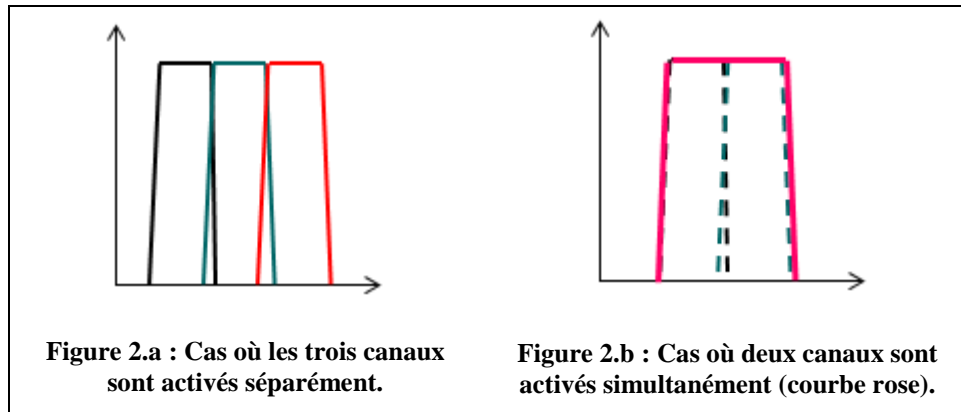 Figure 2.a : Cas où les trois canaux
sont activés séparément.
Figure 2.b : Cas où deux canaux sont
activés simultanément (courbe rose).